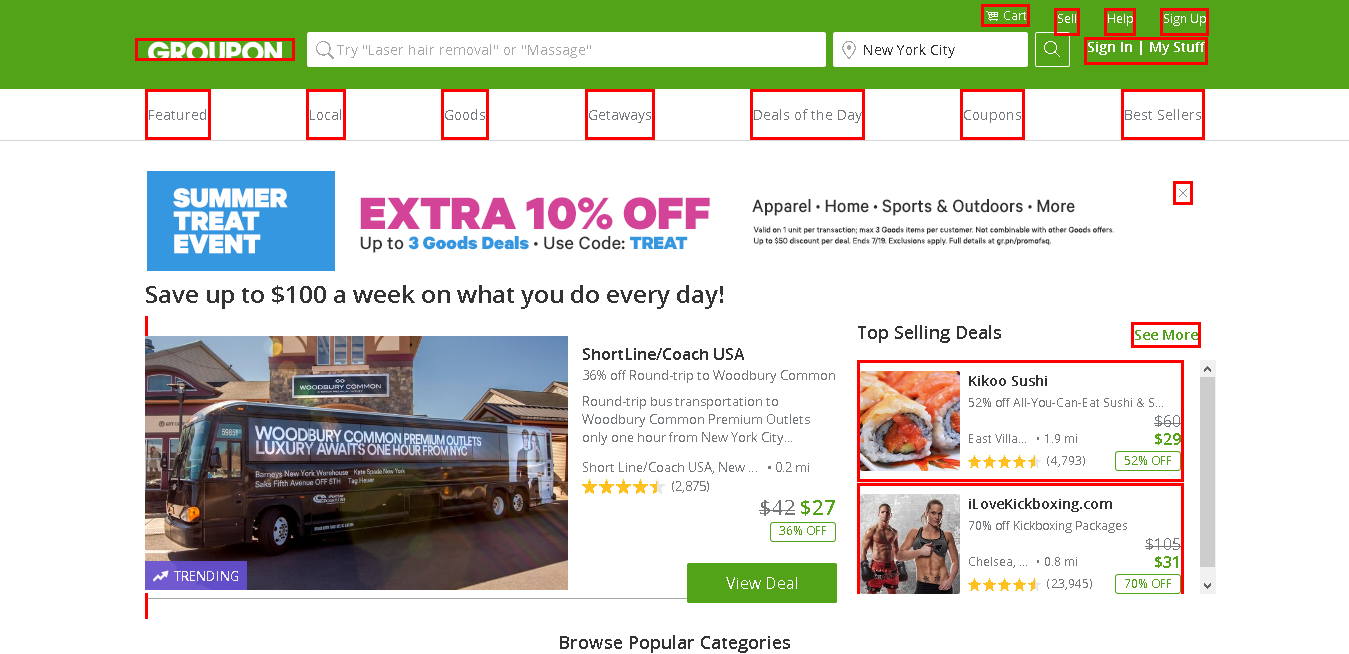 Cart
Sell
Help
Sign Up
GROUPON
Try "Laser hair removal" or "Massage"
New York City
Sign In | My Stuff
Featured
Local
Goods
Getaways
Deals of the Day
Coupons
Best Sellers
SUMMER
TREAT
EVENT
EXTRA 10% OFF
Up to 3 Goods Deals • Use Code: TREAT
Apparel • Home • Sports & Outdoors • More
Valid on 1 unit per transaction; max 3 Goods items per customer. Not combinable with other Goods offers.
Up to $50 discount per deal. Ends 7/19. Exclusions apply. Full details at gr.pn/promofaq.
Save up to $100 a week on what you do every day!
WOODBURY COMMON
59851
WOODBURY COMMON PREMIUM OUTLETS
LUXURY AWAITS ONE HOUR FROM NYC
Barneys New York Warehouse Kate Spade New York
Saks Fifth Avenue OFF 5TH Tag Heuer
TRENDING
ShortLine/Coach USA
36% off Round-trip to Woodbury Common
Round-trip bus transportation to
Woodbury Common Premium Outlets
only one hour from New York City...
Short Line/Coach USA, New ... • 0.2 mi
(2,875)
$42 $27
36% OFF
View Deal
Top Selling Deals
See More
Kikoo Sushi
52% off All-You-Can-Eat Sushi & S...
$60
East Villa... • 1.9 mi
$29
(4,793)
52% OFF
iLoveKickboxing.com
70% off Kickboxing Packages
$105
Chelsea, ... • 0.8 mi
$31
(23,945)
70% OFF
Browse Popular Categories